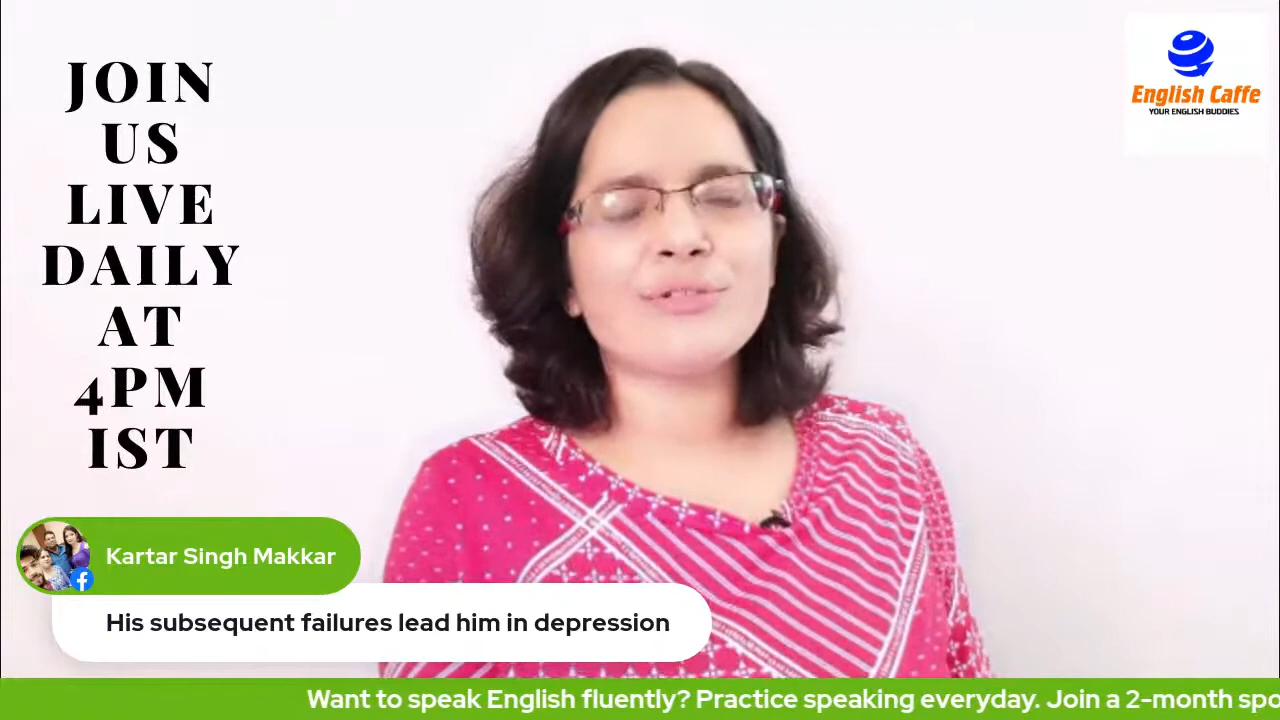 JOIN
US
LIVE
DAILY
AT
4PM
IST
English Caffe
YOUR ENGLISH BUDDIES
Kartar Singh Makkar
His subsequent failures lead him in depression
Want to speak English fluently? Practice speaking everyday. Join a 2-month spo